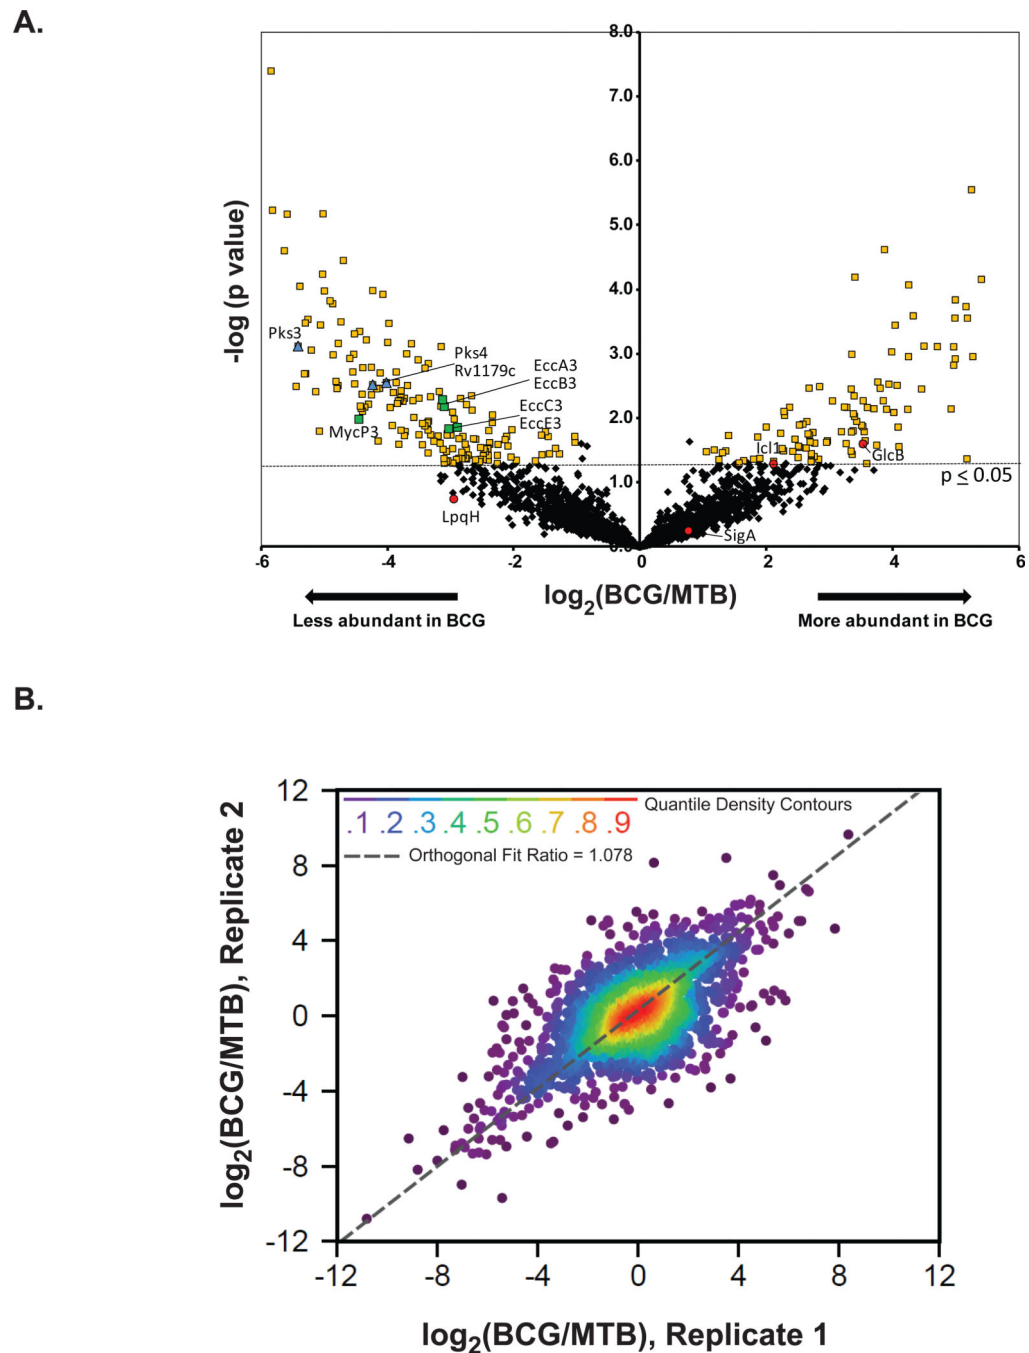 A.
8.0
7.0
6.0
5.0
4.0
3.0
2.0
1.0
0.0
-log (p value)
Pks3
Pks4
Rv1179c
EccA3
EccB3
EccC3
EccE3
MycP3
LpqH
Icl1
GlcB
SigA
p ≤ 0.05
-6 -4 -2 0 2 4 6
log2(BCG/MTB)
Less abundant in BCG
More abundant in BCG
B.
12
8
4
0
-4
-8
-12
log2(BCG/MTB), Replicate 2
Quantile Density Contours
.1 .2 .3 .4 .5 .6 .7 .8 .9
Orthogonal Fit Ratio = 1.078
-12 -8 -4 0 4 8 12
log2(BCG/MTB), Replicate 1